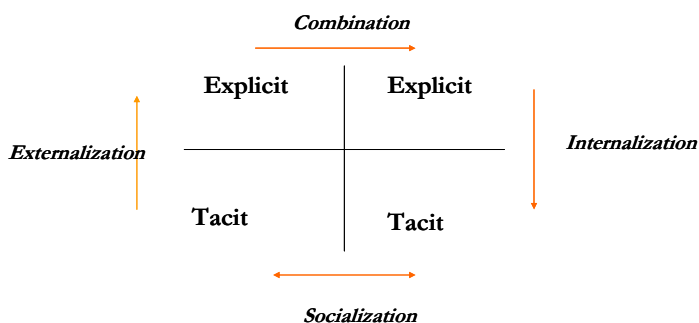 Combination
Explicit
Explicit
Externalization
Internalization
Tacit
Tacit
Socialization